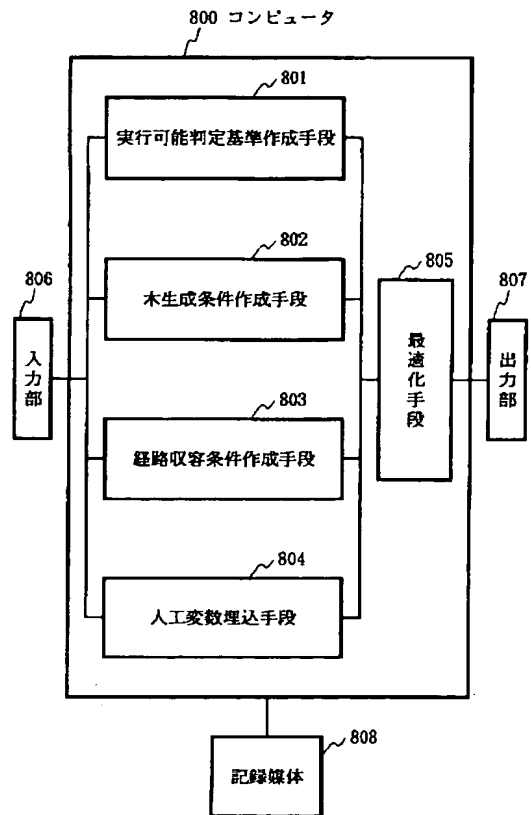 800 コンピュータ
801
実行可能判定基準作成手段
802
木生成条件作成手段
803
経路収容条件作成手段
804
人工変数埋込手段
805
最適化手段
806
入力部
807
出力部
808
記録媒体